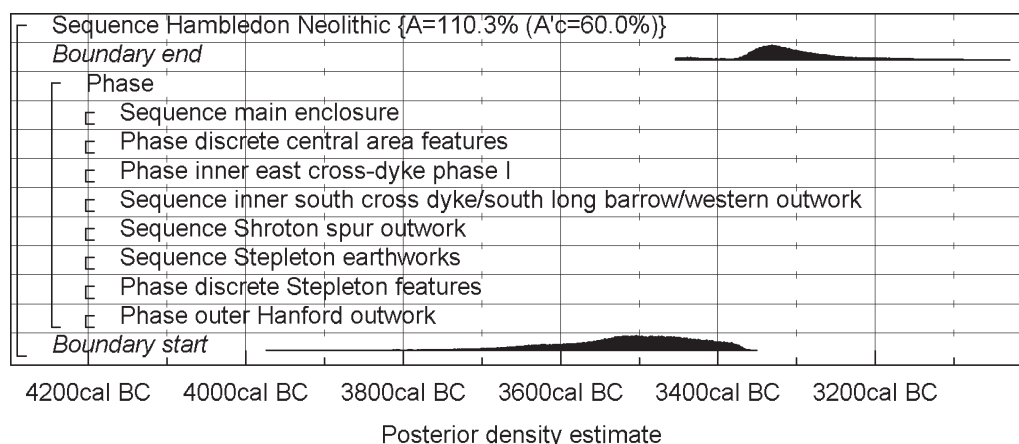 Sequence Hambledon Neolithic {A=110.3% (A'c=60.0%)}
Boundary end
Phase
Sequence main enclosure
Phase discrete central area features
Phase inner east cross-dyke phase I
Sequence inner south cross dyke/south long barrow/western outwork
Sequence Shroton spur outwork
Sequence Stepleton earthworks
Phase discrete Stepleton features
Phase outer Hanford outwork
Boundary start
4200cal BC 4000cal BC 3800cal BC 3600cal BC 3400cal BC 3200cal BC
Posterior density estimate